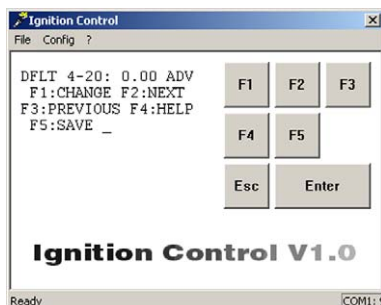 Ignition Control
File Config ?
DFLT 4-20: 0.00 ADV
F1:CHANGE F2:NEXT
F3:PREVIOUS F4:HELP
F5:SAVE _
F1 F2 F3
F4 F5
Esc Enter
Ignition Control V1.0
Ready COM1: